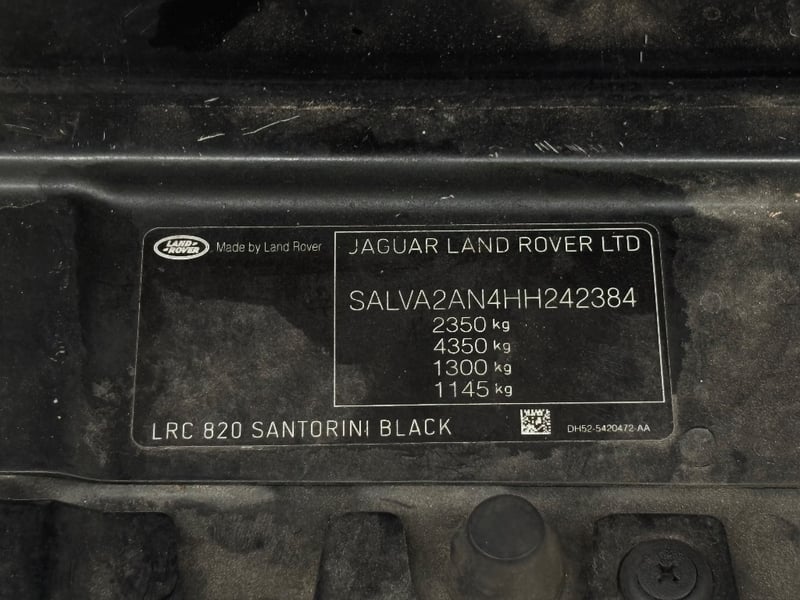 LAND ROVER Made by Land Rover
JAGUAR LAND ROVER LTD
SALVA2AN4HH242384
2350 kg
4350 kg
1300 kg
1145 kg
LRC 820 SANTORINI BLACK
DH52-5420472-AA